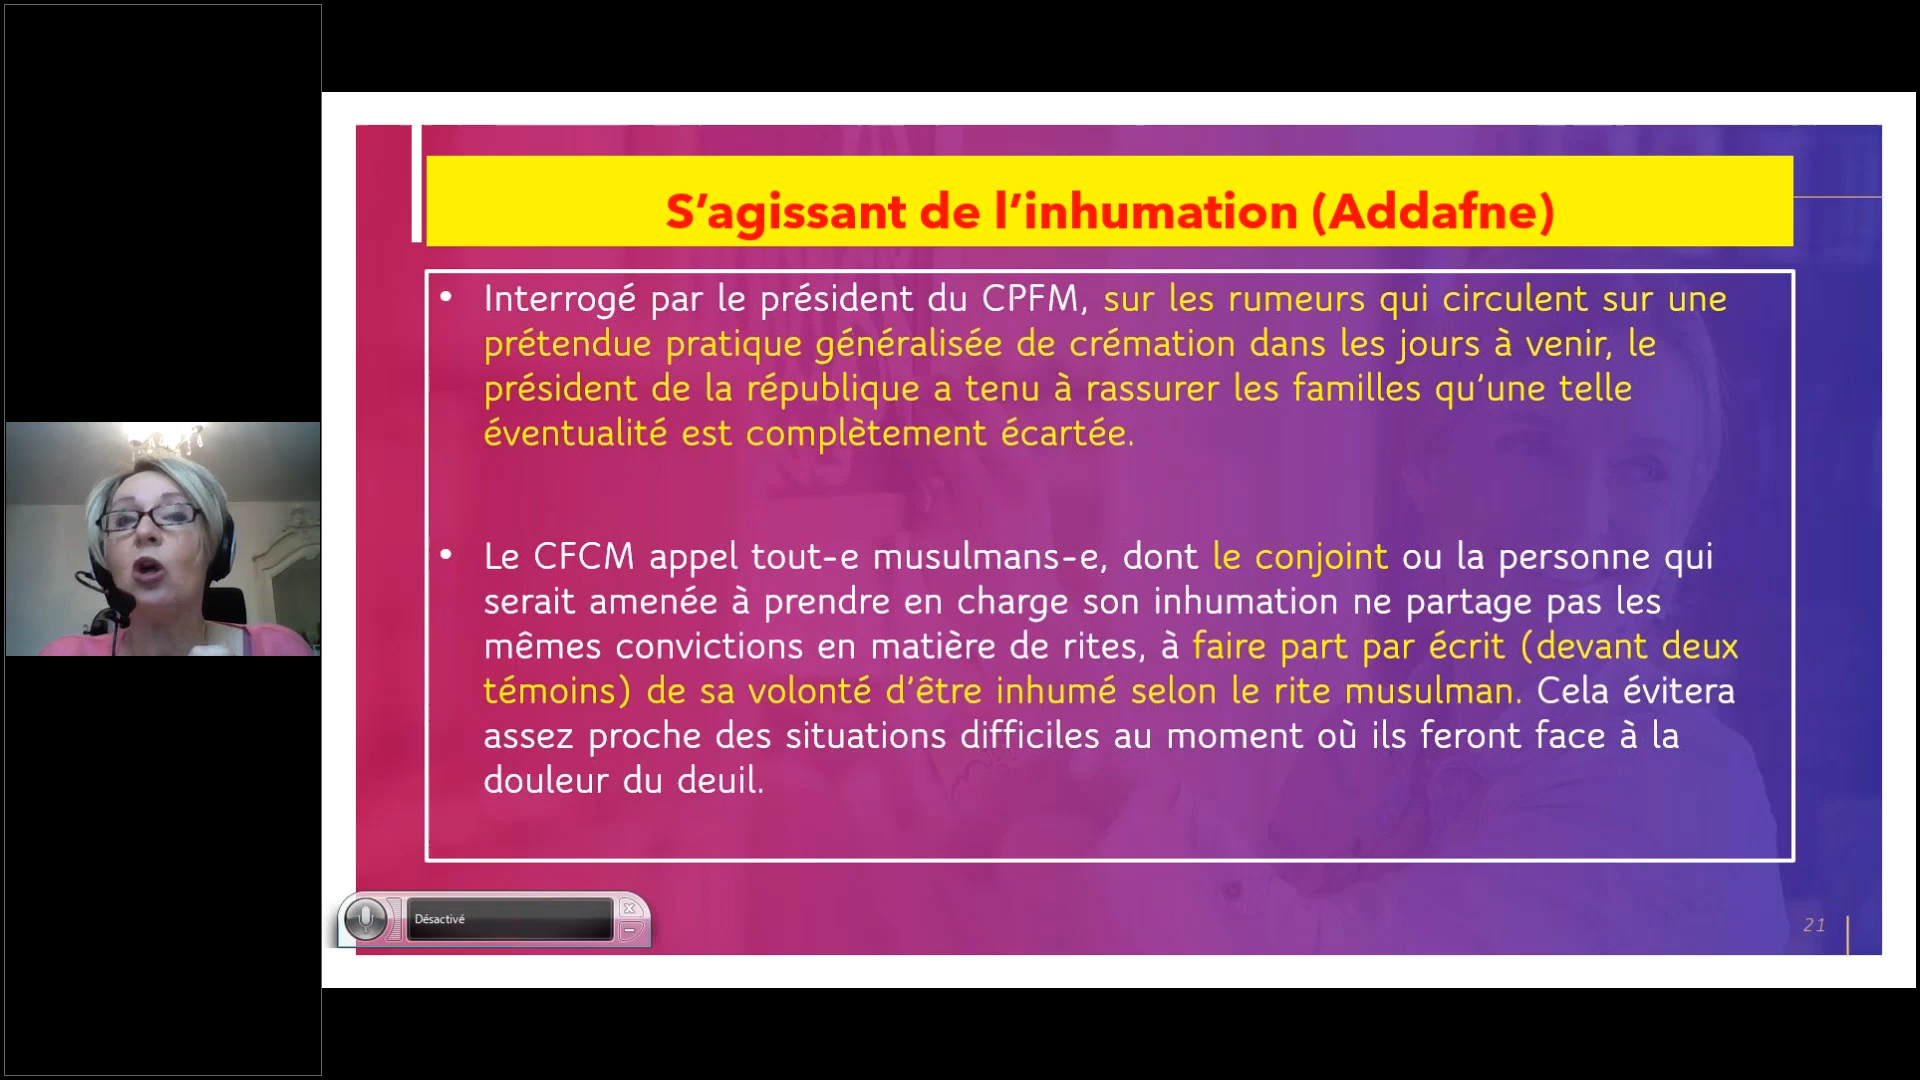 S’agissant de l’inhumation (Addafne)
• Interrogé par le président du CPFM, sur les rumeurs qui circulent sur une
prétendue pratique généralisée de crémation dans les jours à venir, le
président de la république a tenu à rassurer les familles qu’une telle
éventualité est complètement écartée.
• Le CFCM appel tout-e musulmans-e, dont le conjoint ou la personne qui
serait amenée à prendre en charge son inhumation ne partage pas les
mêmes convictions en matière de rites, à faire part par écrit (devant deux
témoins) de sa volonté d’être inhumé selon le rite musulman. Cela évitera
assez proche des situations difficiles au moment où ils feront face à la
douleur du deuil.
Désactivé
21